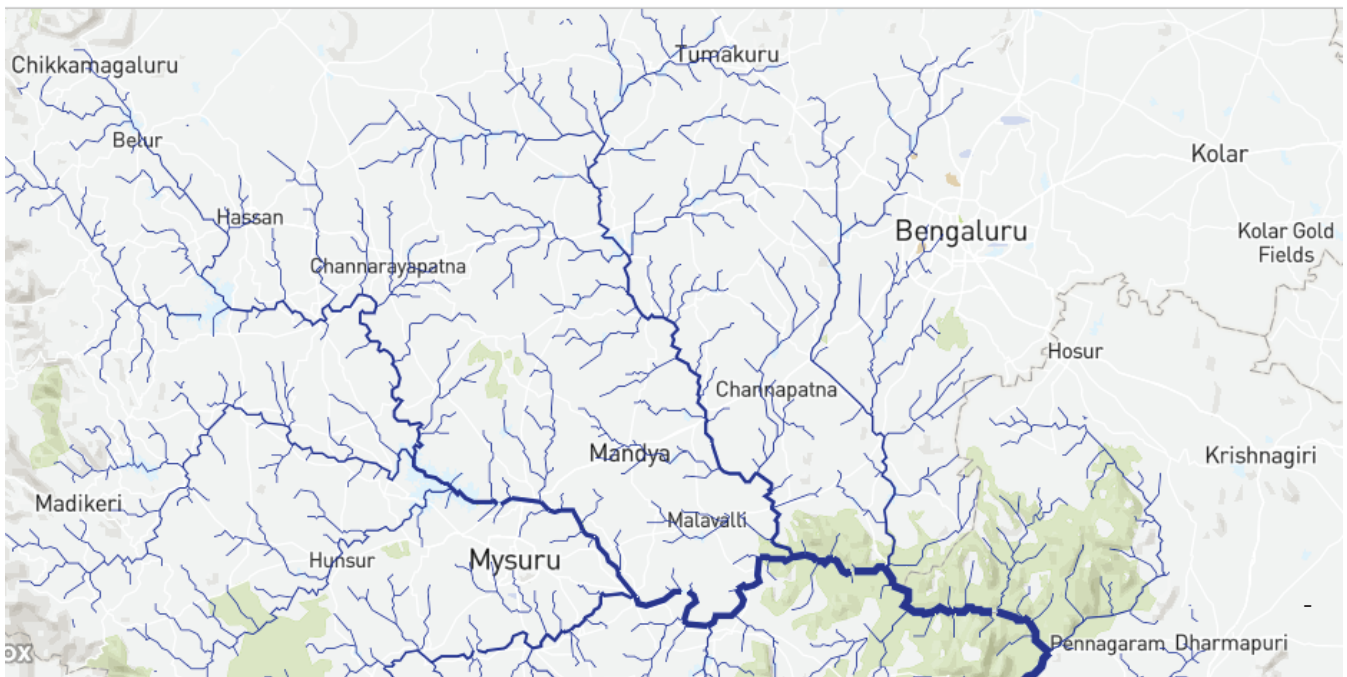 Tumakuru
Chikkamagaluru
Belur
Kolar
Hassan
Bengaluru
Kolar Gold
Fields
Channarayapatna
Hosur
Channapatna
Mandya
Krishnagiri
Madikeri
Malavalli
Hunsur
Mysuru
Pennagaram
Dharmapuri
ox